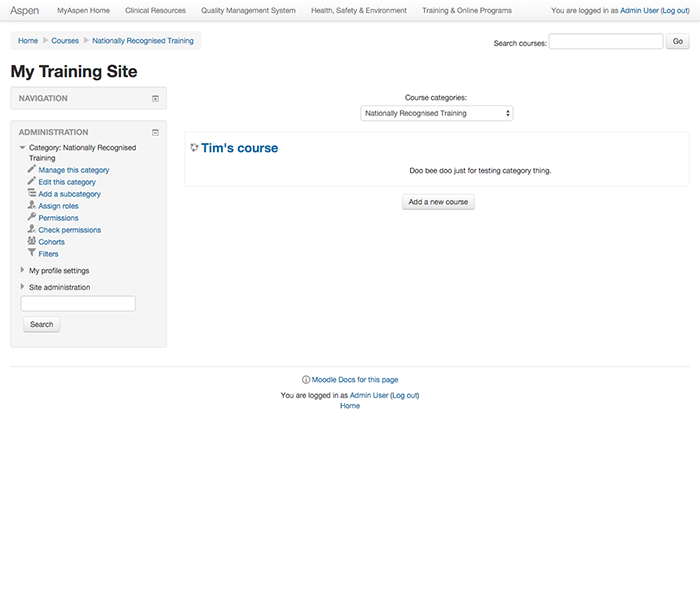 Aspen MyAspen Home Clinical Resources Quality Management System Health, Safety & Environment Training & Online Programs You are logged in as Admin User (Log out)
Home Courses Nationally Recognised Training
Search courses: Go
My Training Site
NAVIGATION
ADMINISTRATION
Category: Nationally Recognised
Training
Manage this category
Edit this category
Add a subcategory
Assign roles
Permissions
Check permissions
Cohorts
Filters
My profile settings
Site administration
Search
Course categories:
Nationally Recognised Training
Tim's course
Doo bee doo just for testing category thing.
Add a new course
Moodle Docs for this page
You are logged in as Admin User (Log out)
Home